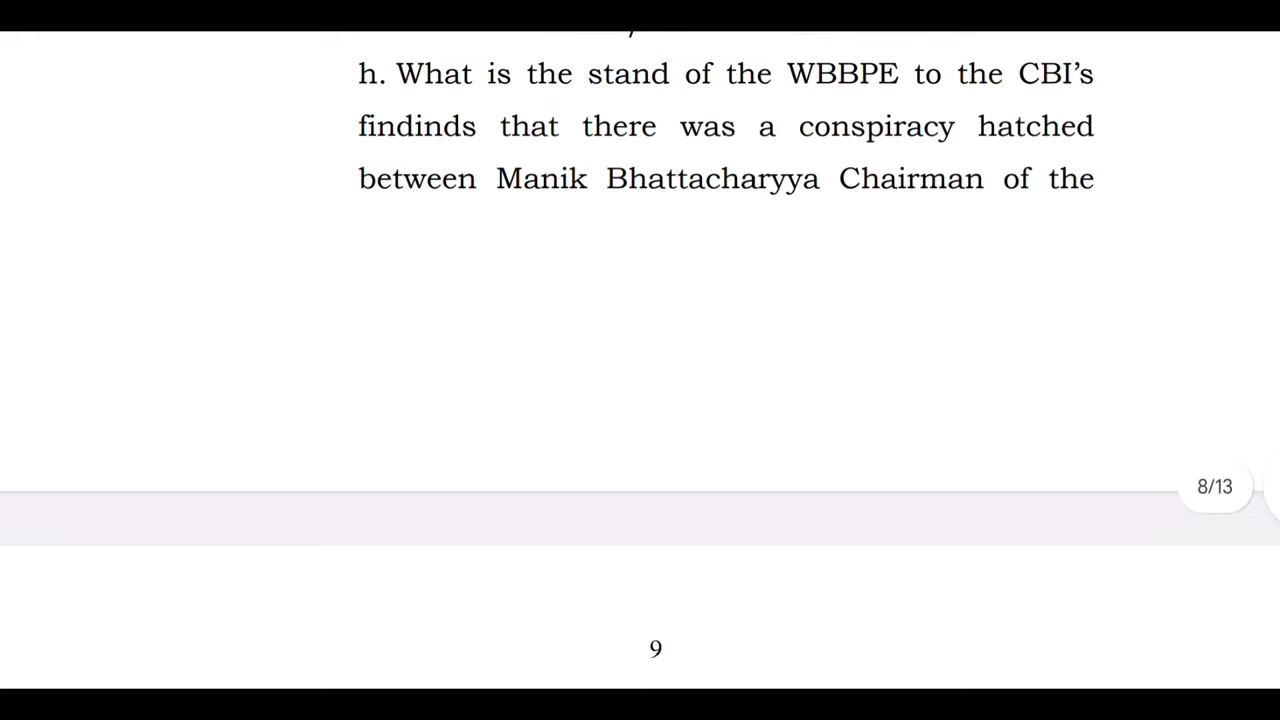 h. What is the stand of the WBBPE to the CBI’s
findinds that there was a conspiracy hatched
between Manik Bhattacharyya Chairman of the
8/13
9